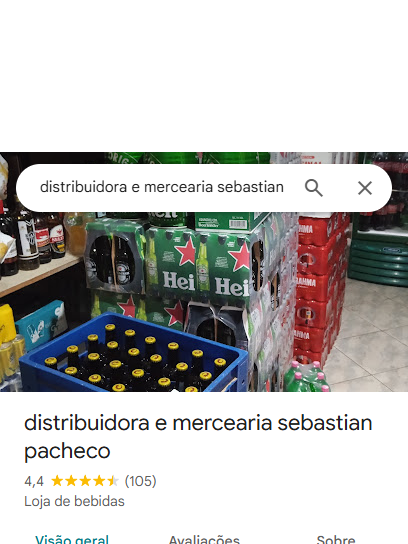 distribuidora e mercearia sebastian
Hei
Hei
distribuidora e mercearia sebastian
pacheco
4,4 (105)
Loja de bebidas
Visão geral Avaliações Sobre